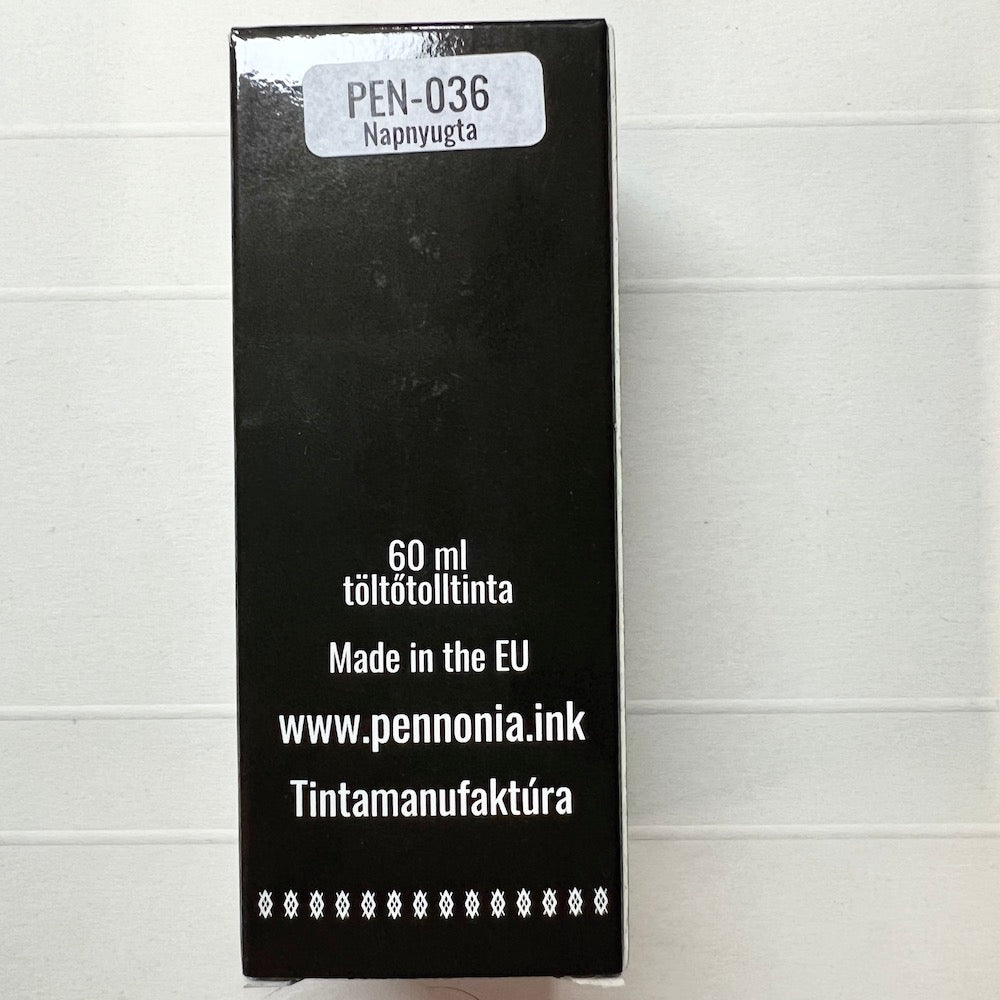 PEN-036
Napnyugta
60 ml
töltőtolltinta
Made in the EU
www.pennonia.ink
Tintamanufaktúra